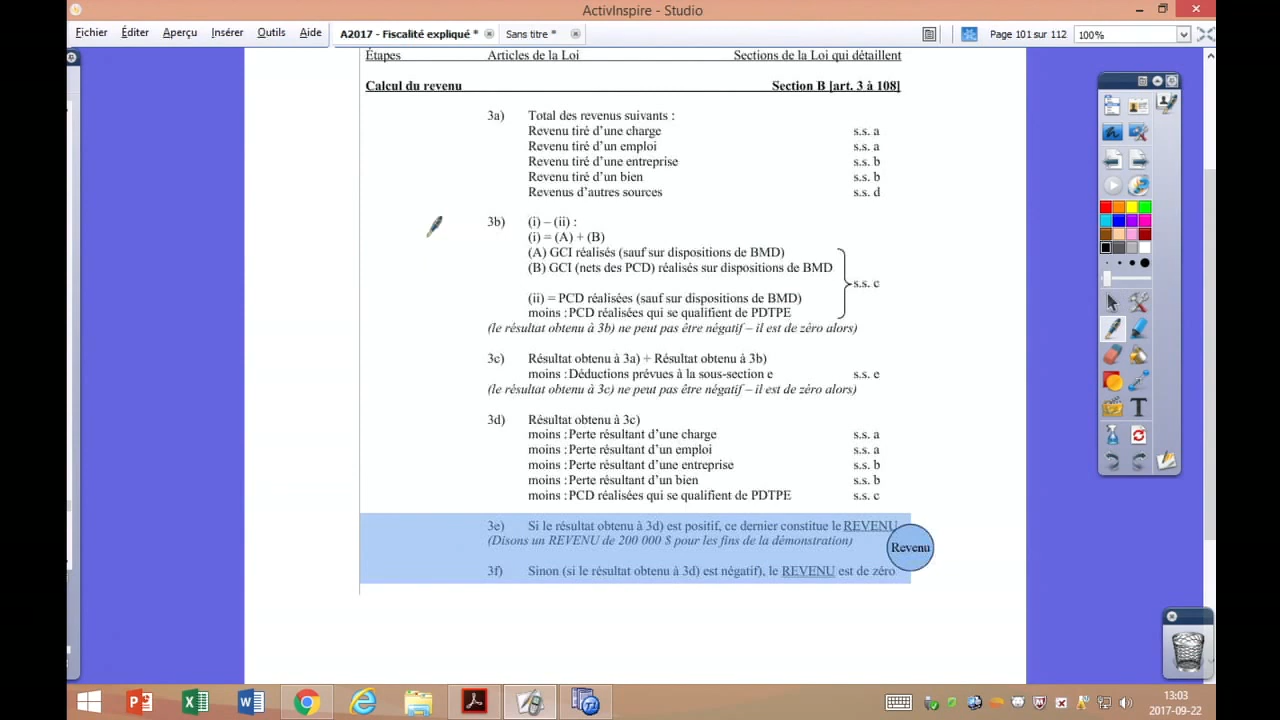 ActivInspire - Studio
Fichier Éditer Aperçu Insérer Outils Aide A2017 - Fiscalité expliqué * Sans titre * Page 101 sur 112 100%
Étapes Articles de la Loi Sections de la Loi qui détaillent
Calcul du revenu Section B [art. 3 à 108]
3a) Total des revenus suivants :
Revenu tiré d'une charge s.s. a
Revenu tiré d'un emploi s.s. a
Revenu tiré d'une entreprise s.s. b
Revenu tiré d'un bien s.s. b
Revenus d'autres sources s.s. d
3b) (i) – (ii) :
(i) = (A) + (B)
(A) GCI réalisés (sauf sur dispositions de BMD)
(B) GCI (nets des PCD) réalisés sur dispositions de BMD
s.s. c
(ii) = PCD réalisées (sauf sur dispositions de BMD)
moins : PCD réalisées qui se qualifient de PDTPE
(le résultat obtenu à 3b) ne peut pas être négatif – il est de zéro alors)
3c) Résultat obtenu à 3a) + Résultat obtenu à 3b)
moins : Déductions prévues à la sous-section e s.s. e
(le résultat obtenu à 3c) ne peut pas être négatif – il est de zéro alors)
3d) Résultat obtenu à 3c)
moins : Perte résultant d'une charge s.s. a
moins : Perte résultant d'un emploi s.s. a
moins : Perte résultant d'une entreprise s.s. b
moins : Perte résultant d'un bien s.s. b
moins : PCD réalisées qui se qualifient de PDTPE s.s. c
3e) Si le résultat obtenu à 3d) est positif, ce dernier constitue le REVENU
(Disons un REVENU de 200 000 $ pour les fins de la démonstration)
Revenu
3f) Sinon (si le résultat obtenu à 3d) est négatif), le REVENU est de zéro
13:03
2017-09-22